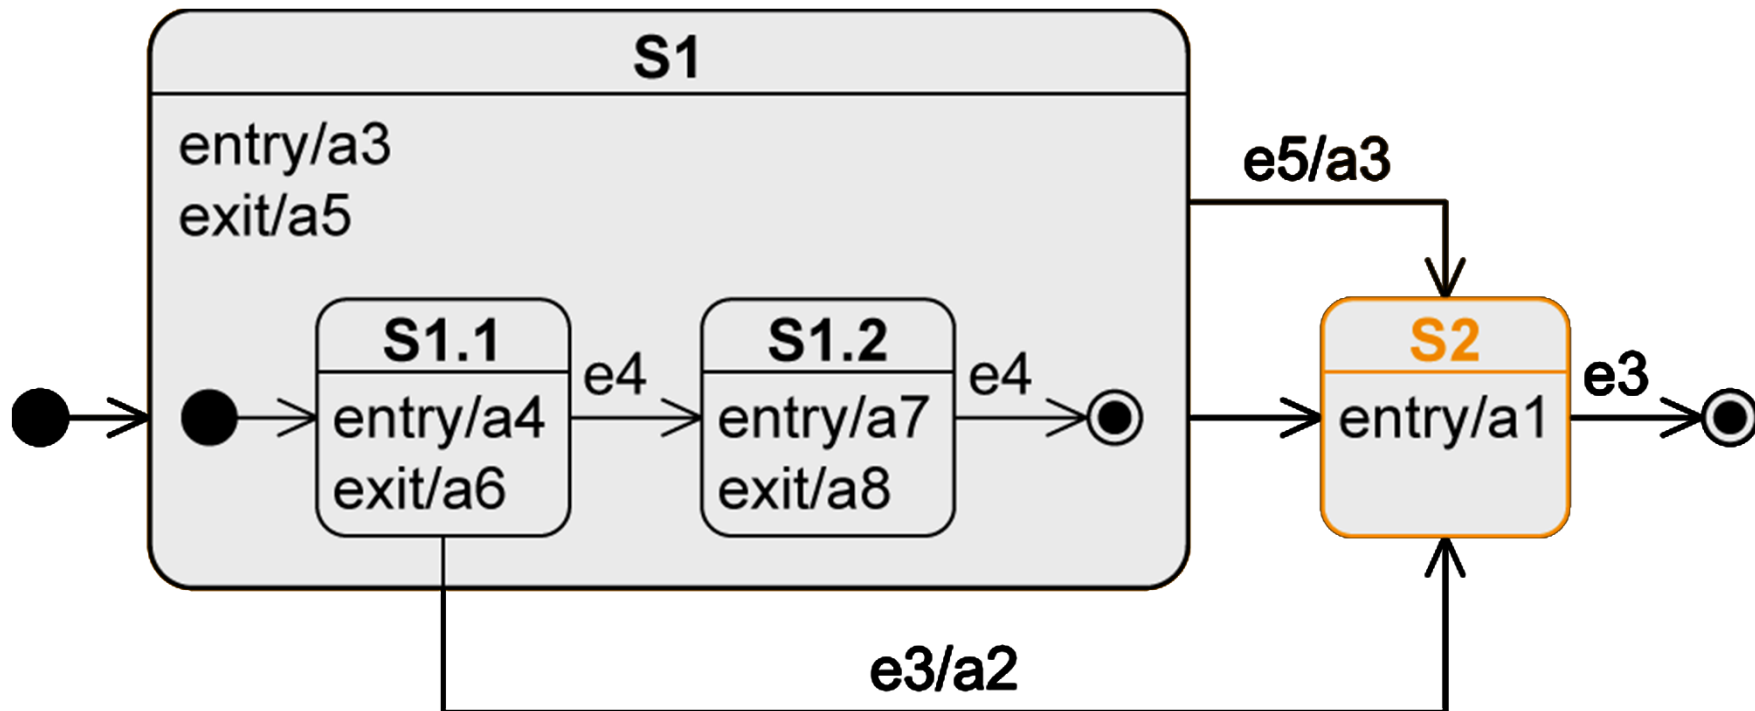 S1
entry/a3
exit/a5
e5/a3
S1.1
entry/a4
exit/a6
e4
S1.2
entry/a7
exit/a8
e4
S2
entry/a1
e3
e3/a2